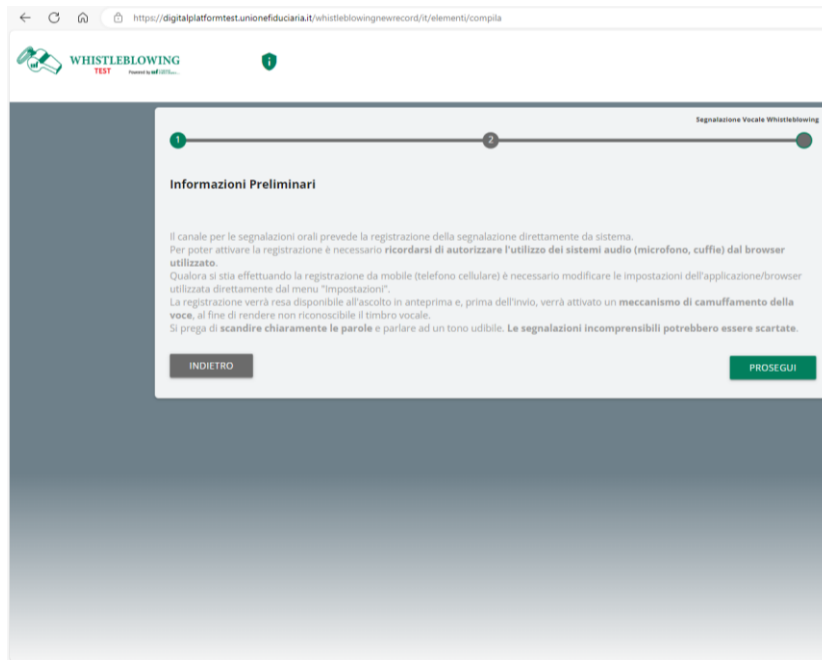 https://digitalplatformtest.unionefiduciaria.it/whistleblowingnewrecord/it/elementi/compila
WHISTLEBLOWING
TEST Powered by uf
Segnalazione Vocale Whistleblowing
1
2
Informazioni Preliminari
Il canale per le segnalazioni orali prevede la registrazione della segnalazione direttamente da sistema.
Per poter attivare la registrazione è necessario ricordarsi di autorizzare l'utilizzo dei sistemi audio (microfono, cuffie) dal browser
utilizzato.
Qualora si stia effettuando la registrazione da mobile (telefono cellulare) è necessario modificare le impostazioni dell'applicazione/browser
utilizzata direttamente dal menu "Impostazioni".
La registrazione verrà resa disponibile all'ascolto in anteprima e, prima dell'invio, verrà attivato un meccanismo di camuffamento della
voce, al fine di rendere non riconoscibile il timbro vocale.
Si prega di scandire chiaramente le parole e parlare ad un tono udibile. Le segnalazioni incomprensibili potrebbero essere scartate.
INDIETRO
PROSEGUI